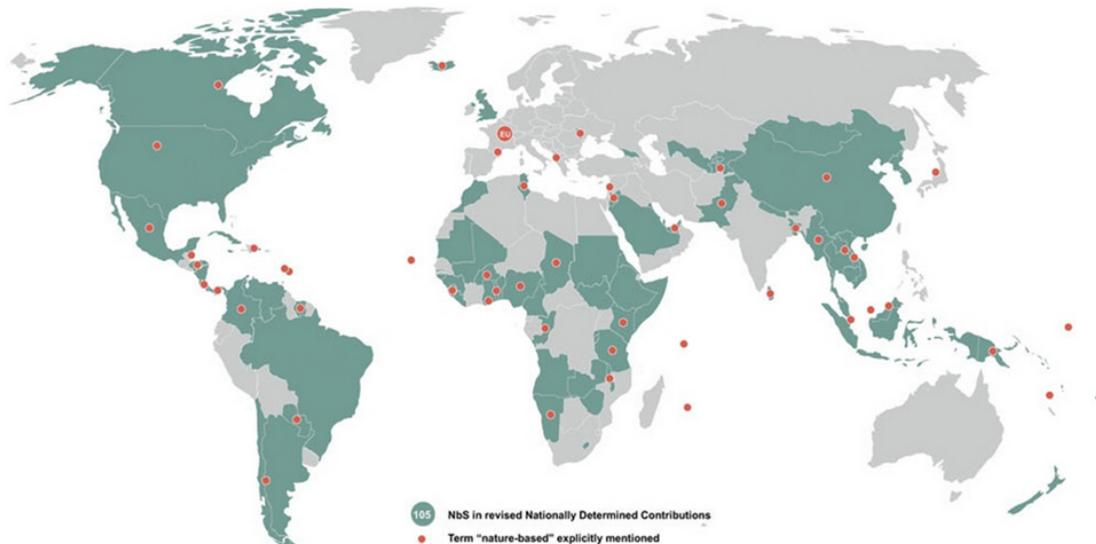 EU
105 NbS in revised Nationally Determined Contributions
Term “nature-based” explicitly mentioned